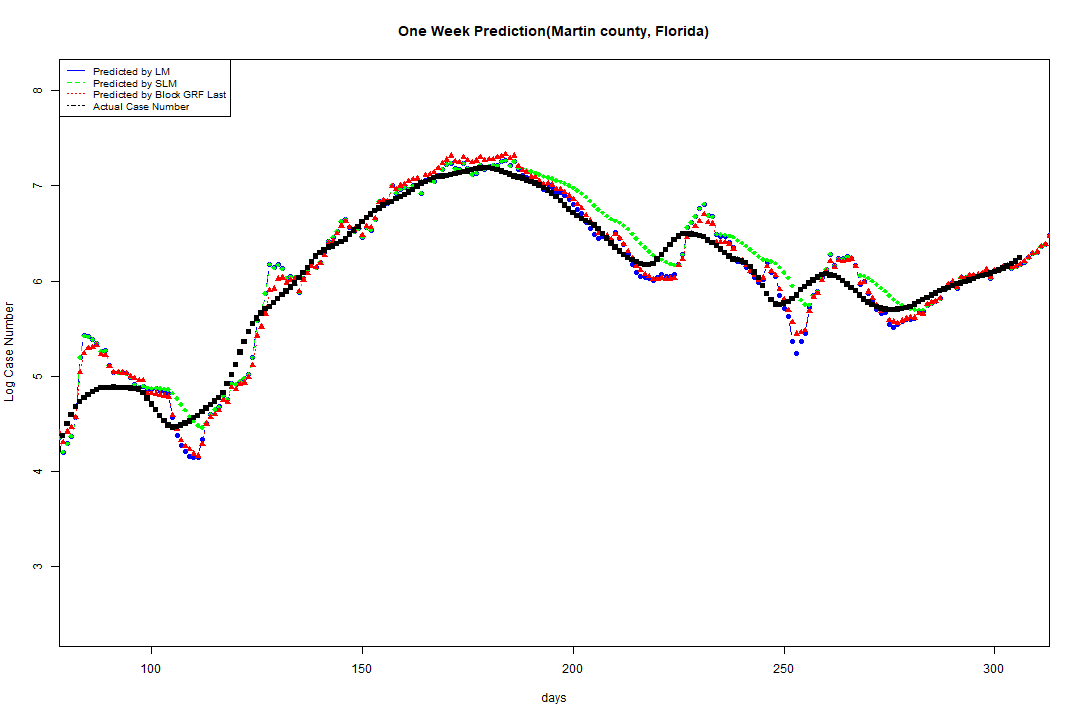 One Week Prediction(Martin county, Florida)
Predicted by LM
Predicted by SLM
Predicted by Block GRF Last
Actual Case Number
8
7
6
5
4
3
Log Case Number
100 150 200 250 300
days